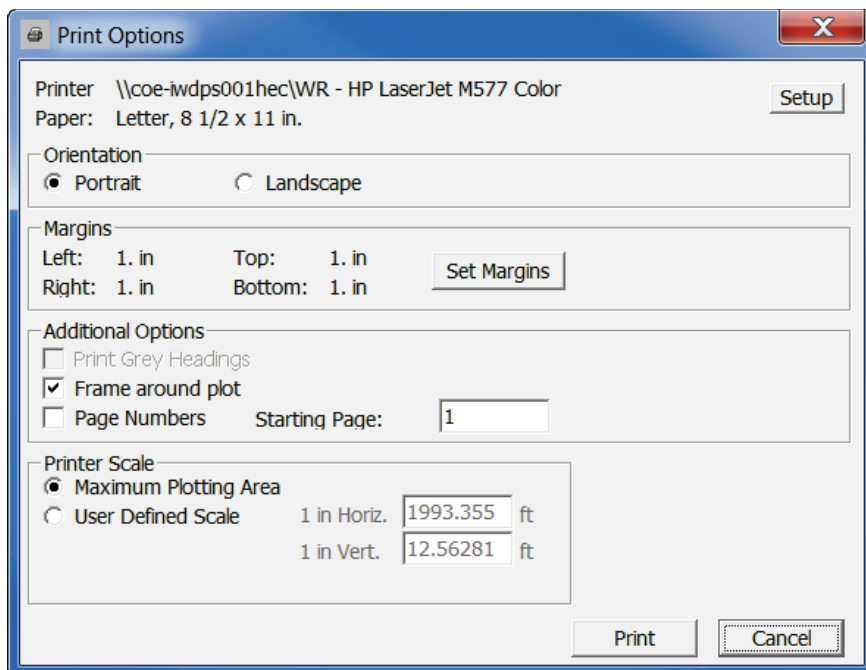 Print Options
X
Printer \\coe-iwdps001hec\WR - HP LaserJet M577 Color
Setup
Paper: Letter, 8 1/2 x 11 in.
Orientation
Portrait Landscape
Margins
Left: 1. in Top: 1. in
Set Margins
Right: 1. in Bottom: 1. in
Additional Options
Print Grey Headings
Frame around plot
Page Numbers Starting Page: 1
Printer Scale
Maximum Plotting Area
User Defined Scale 1 in Horiz. 1993.355 ft
1 in Vert. 12.56281 ft
Print Cancel